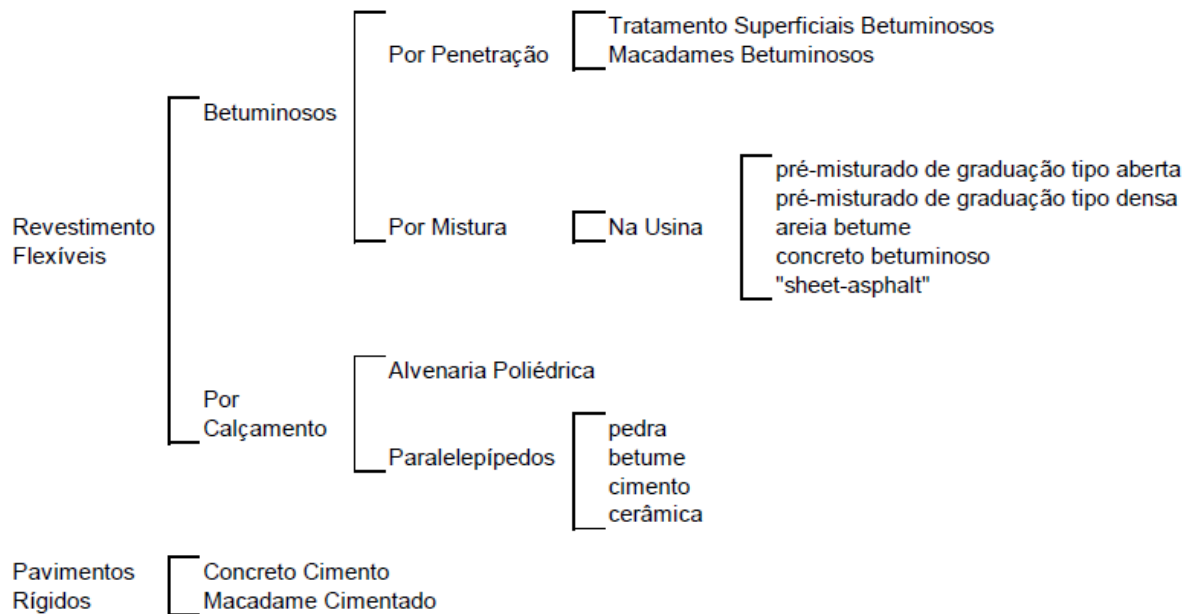 Tratamento Superficiais Betuminosos
Por Penetração
Macadames Betuminosos
Betuminosos
pré-misturado de graduação tipo aberta
pré-misturado de graduação tipo densa
Revestimento
Flexíveis
Por Mistura
Na Usina
areia betume
concreto betuminoso
"sheet-asphalt"
Alvenaria Poliédrica
Por
Calçamento
pedra
Paralelepípedos
betume
cimento
cerâmica
Pavimentos
Rígidos
Concreto Cimento
Macadame Cimentado